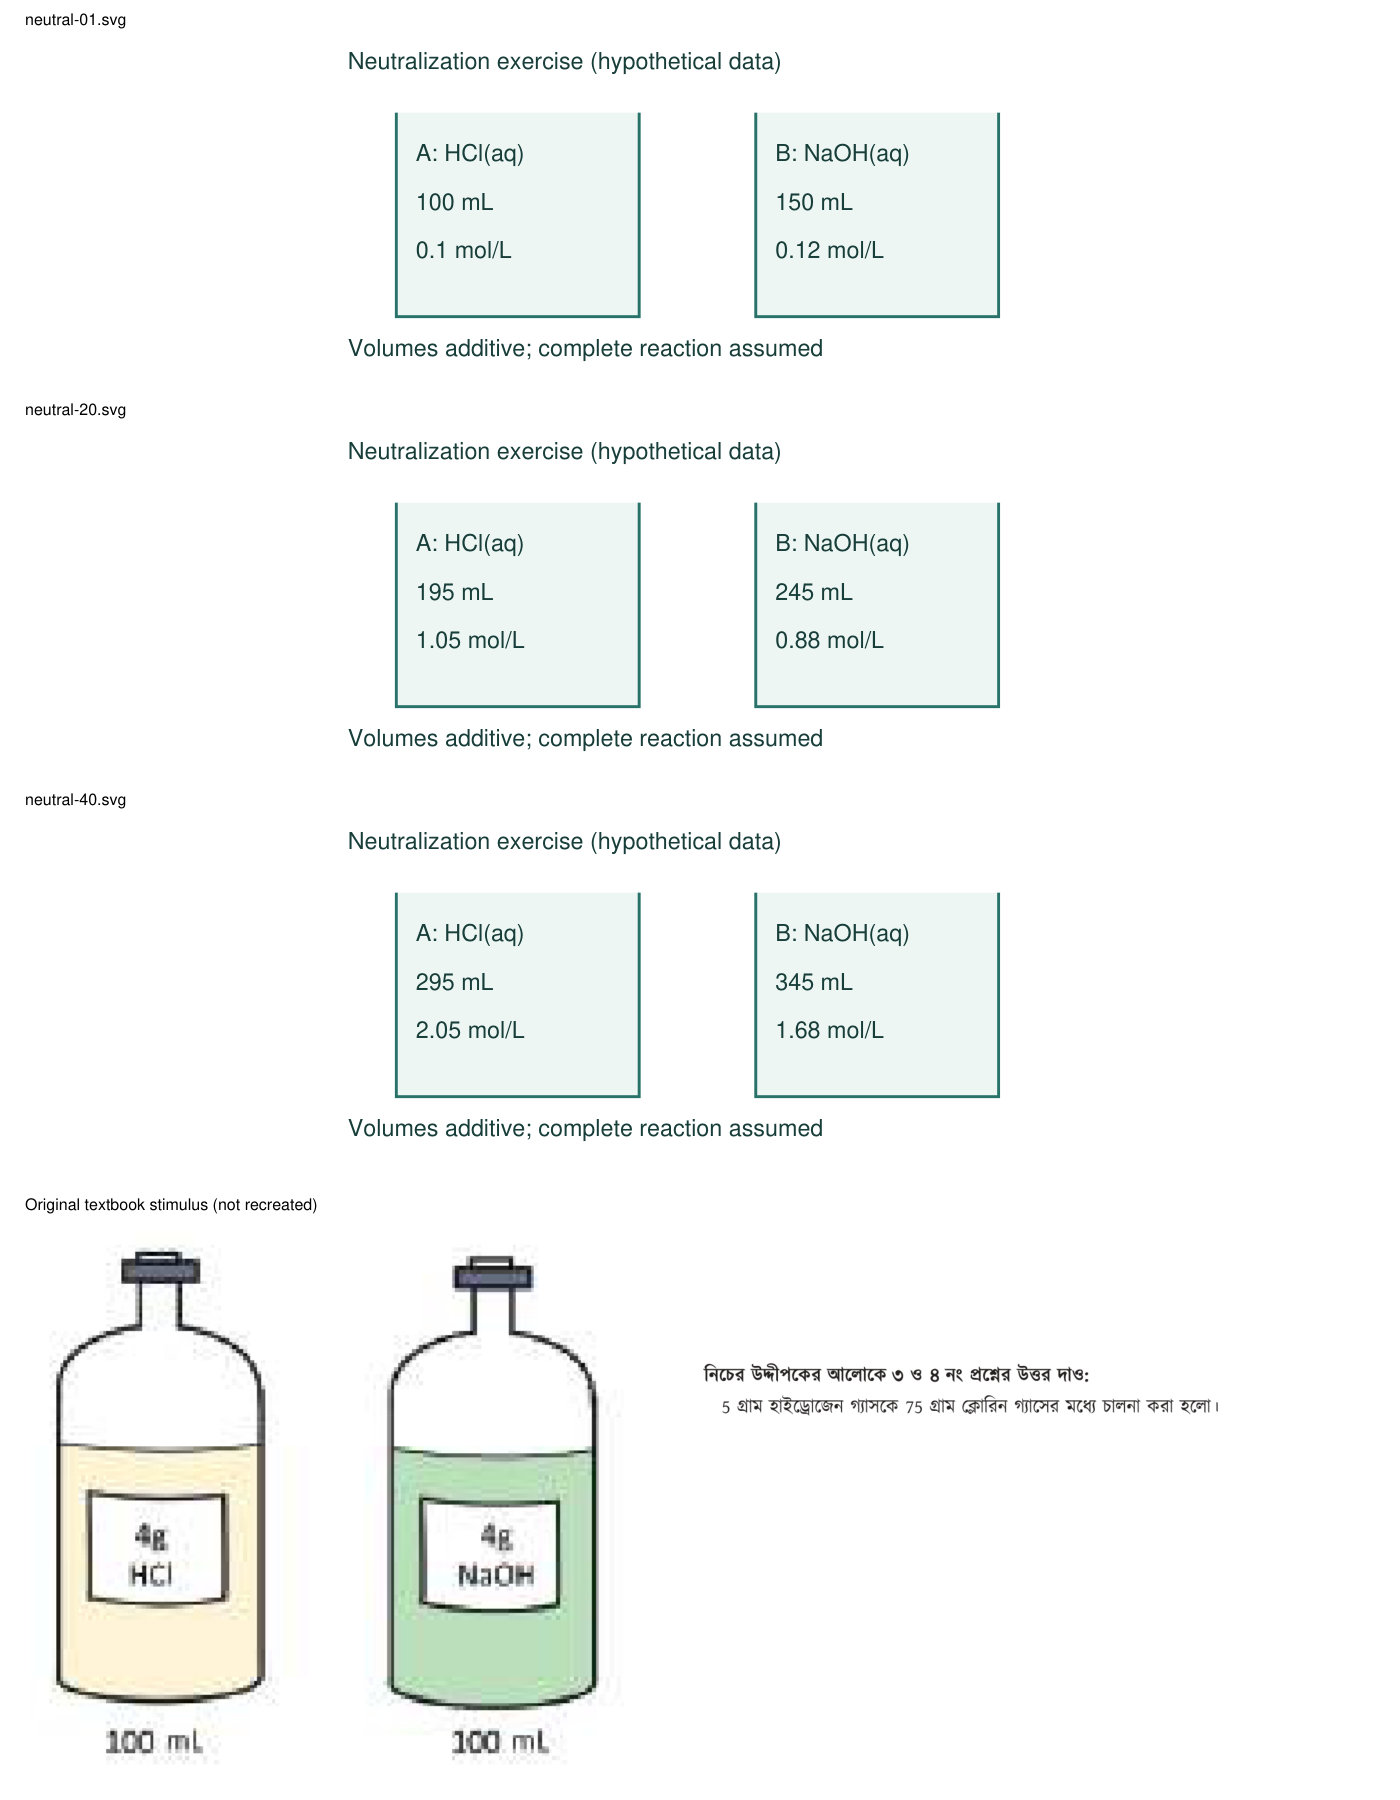 neutral-01.svg
Neutralization exercise (hypothetical data)
A: HCl(aq)
100 mL
0.1 mol/L
B: NaOH(aq)
150 mL
0.12 mol/L
Volumes additive; complete reaction assumed
neutral-20.svg
Neutralization exercise (hypothetical data)
A: HCl(aq)
195 mL
1.05 mol/L
B: NaOH(aq)
245 mL
0.88 mol/L
Volumes additive; complete reaction assumed
neutral-40.svg
Neutralization exercise (hypothetical data)
A: HCl(aq)
295 mL
2.05 mol/L
B: NaOH(aq)
345 mL
1.68 mol/L
Volumes additive; complete reaction assumed
Original textbook stimulus (not recreated)
4g
HCl
100 mL
4g
NaOH
100 mL
নিচের উদ্দীপকের আলোকে ৩ ও ৪ নং প্রশ্নের উত্তর দাও:
5 গ্রাম হাইড্রোজেন গ্যাসকে 75 গ্রাম ক্লোরিন গ্যাসের মধ্যে চালনা করা হলো।